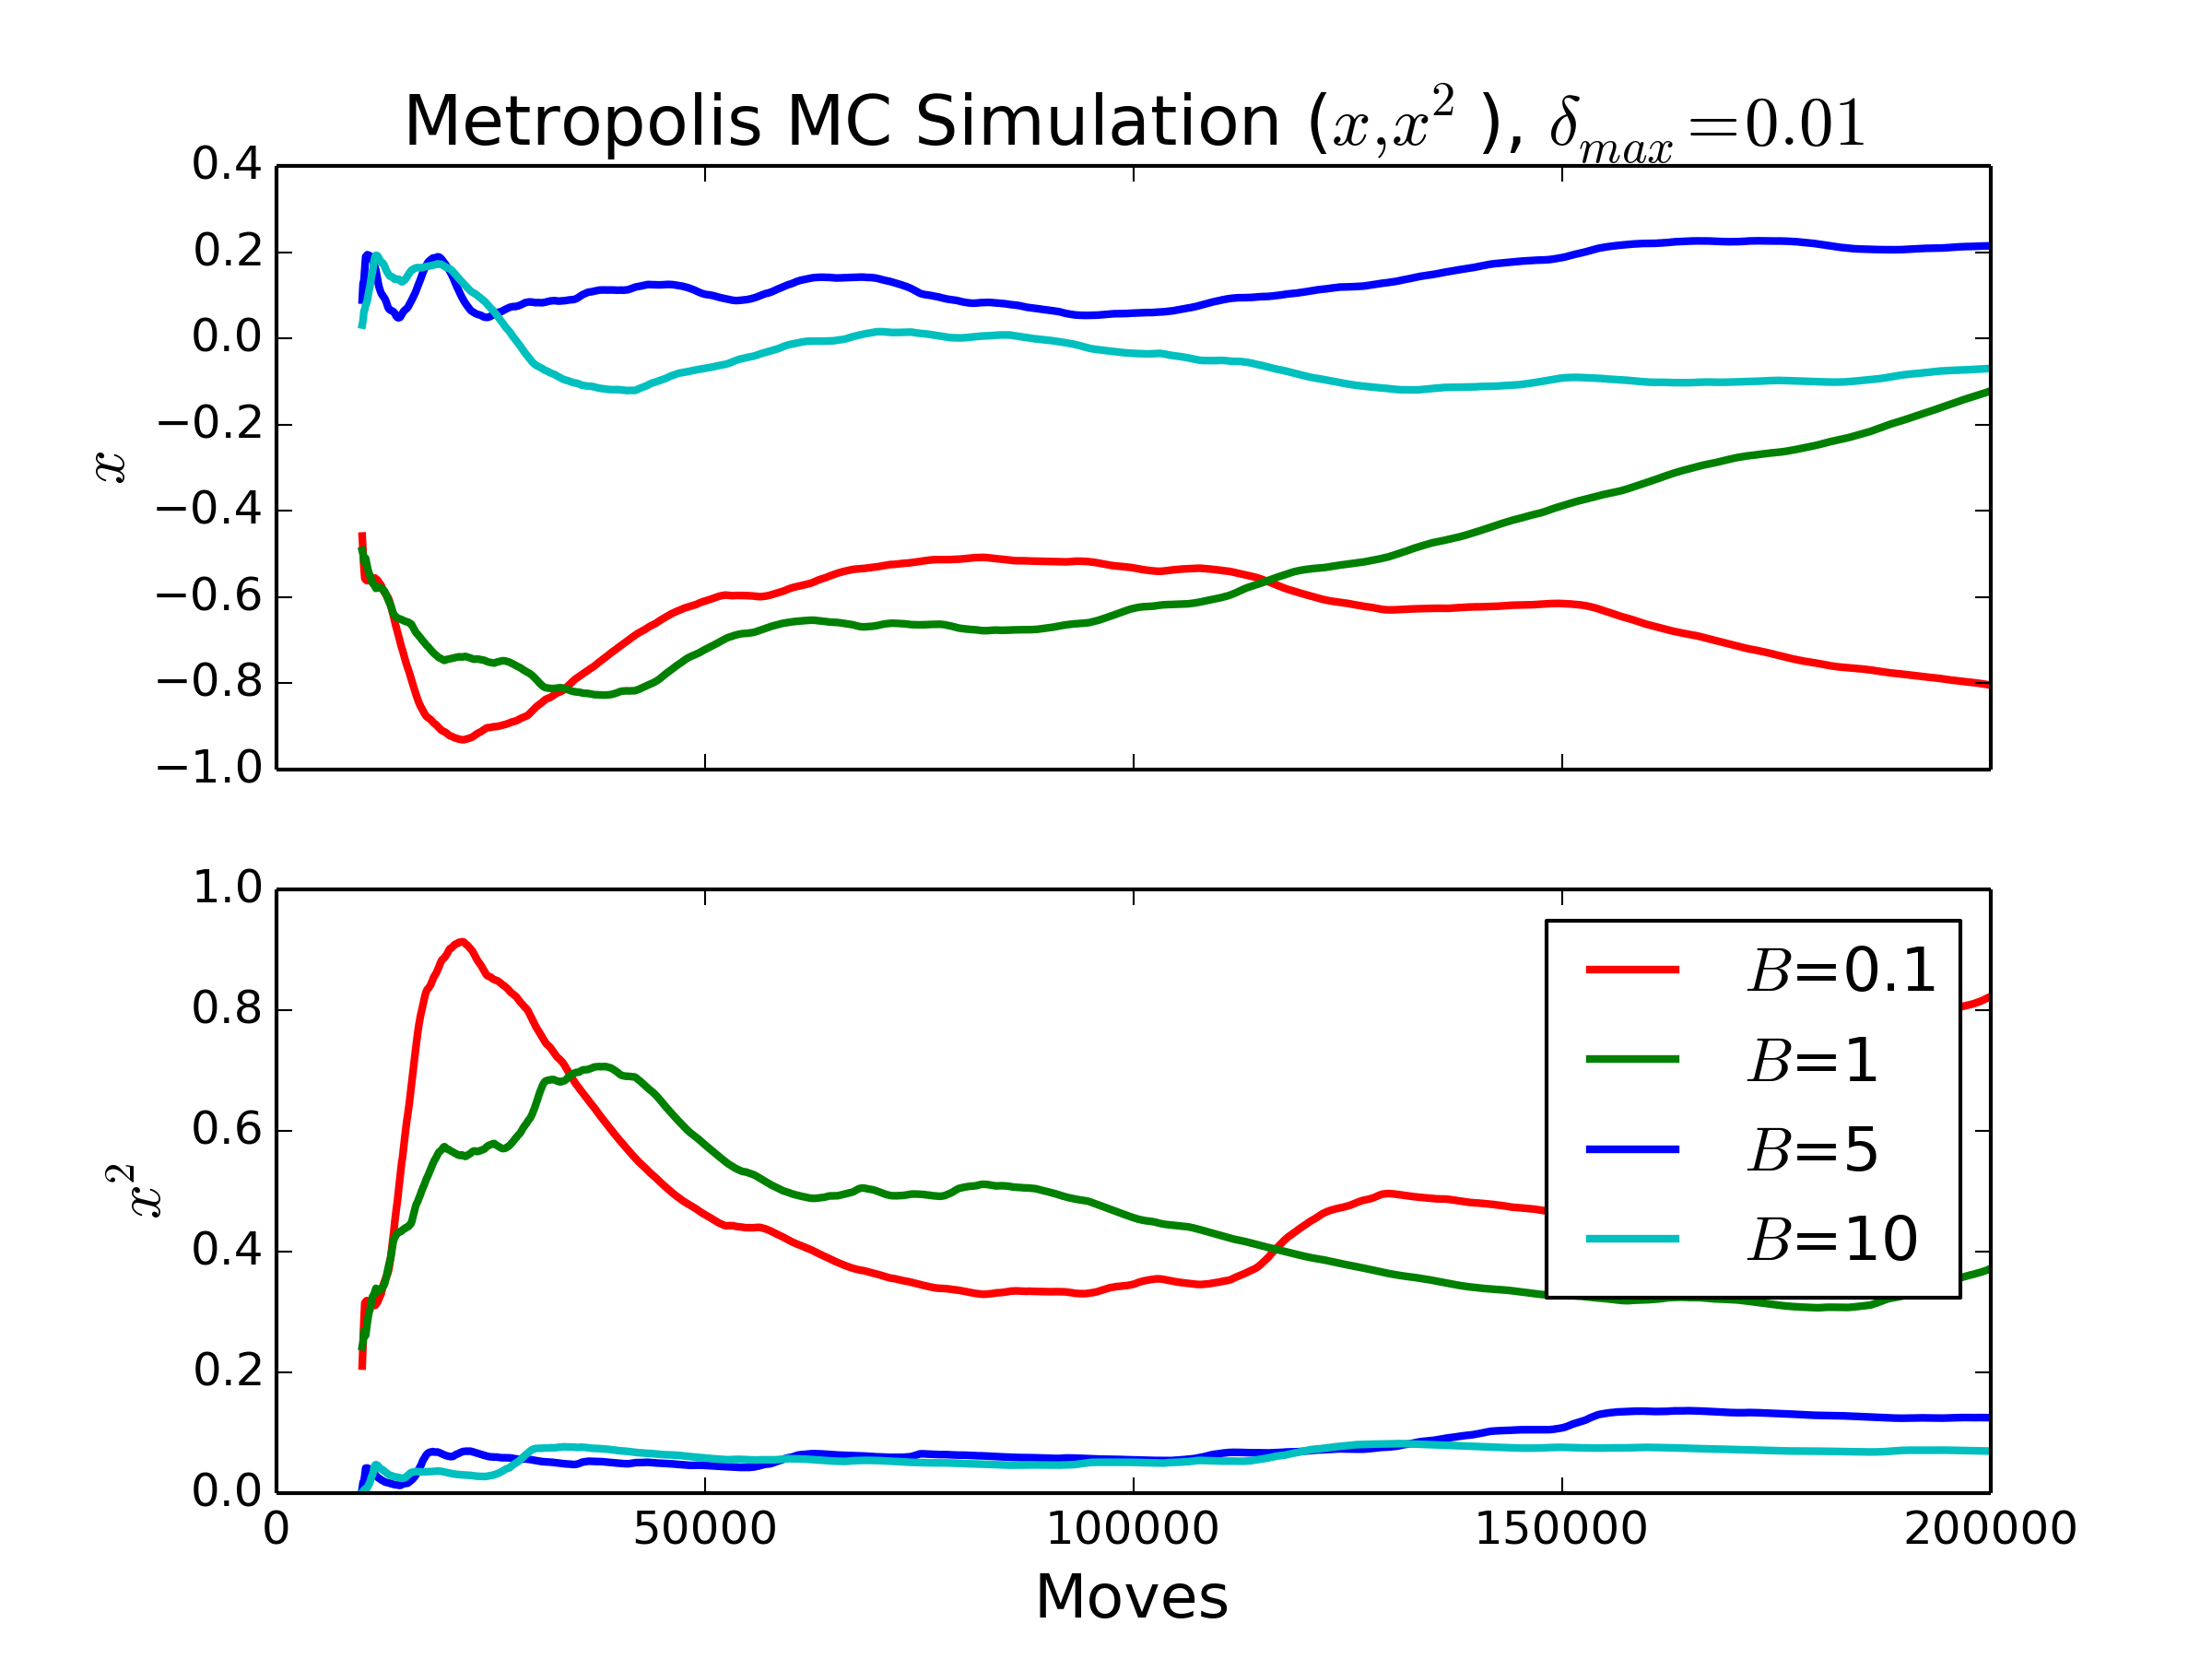 Metropolis MC Simulation (x,x²), δmax=0.01
0.4
0.2
0.0
−0.2
−0.4
−0.6
−0.8
−1.0
x
1.0
0.8
0.6
0.4
0.2
0.0
x²
B=0.1
B=1
B=5
B=10
0 50000 100000 150000 200000
Moves